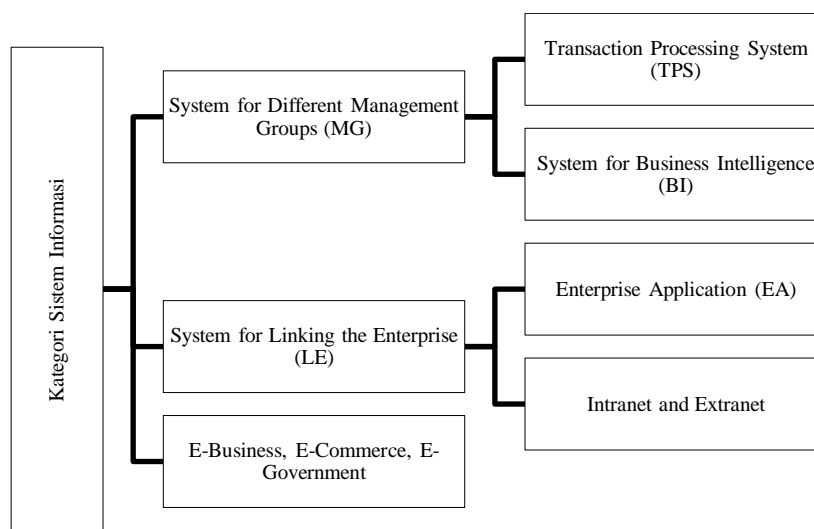 Kategori Sistem Informasi
System for Different Management
Groups (MG)
Transaction Processing System
(TPS)
System for Business Intelligence
(BI)
System for Linking the Enterprise
(LE)
Enterprise Application (EA)
Intranet and Extranet
E-Business, E-Commerce, E-
Government